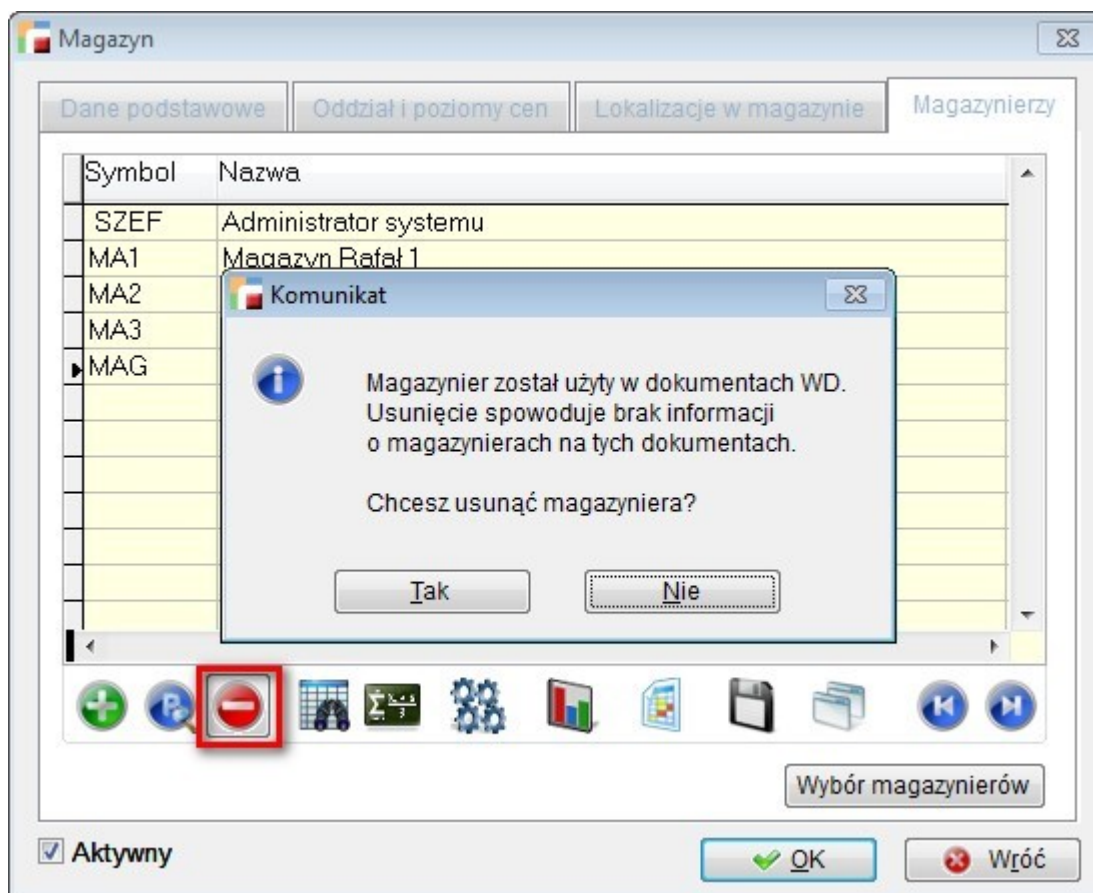 Magazyn
Dane podstawowe Oddział i poziomy cen Lokalizacje w magazynie Magazynierzy
Symbol Nazwa
SZEF Administrator systemu
MA1 Magazyn Rafał 1
MA2
MA3
MAG
Komunikat
Magazynier został użyty w dokumentach WD.
Usunięcie spowoduje brak informacji
o magazynierach na tych dokumentach.
Chcesz usunąć magazyniera?
Tak Nie
Wybór magazynierów
Aktywny OK Wróć